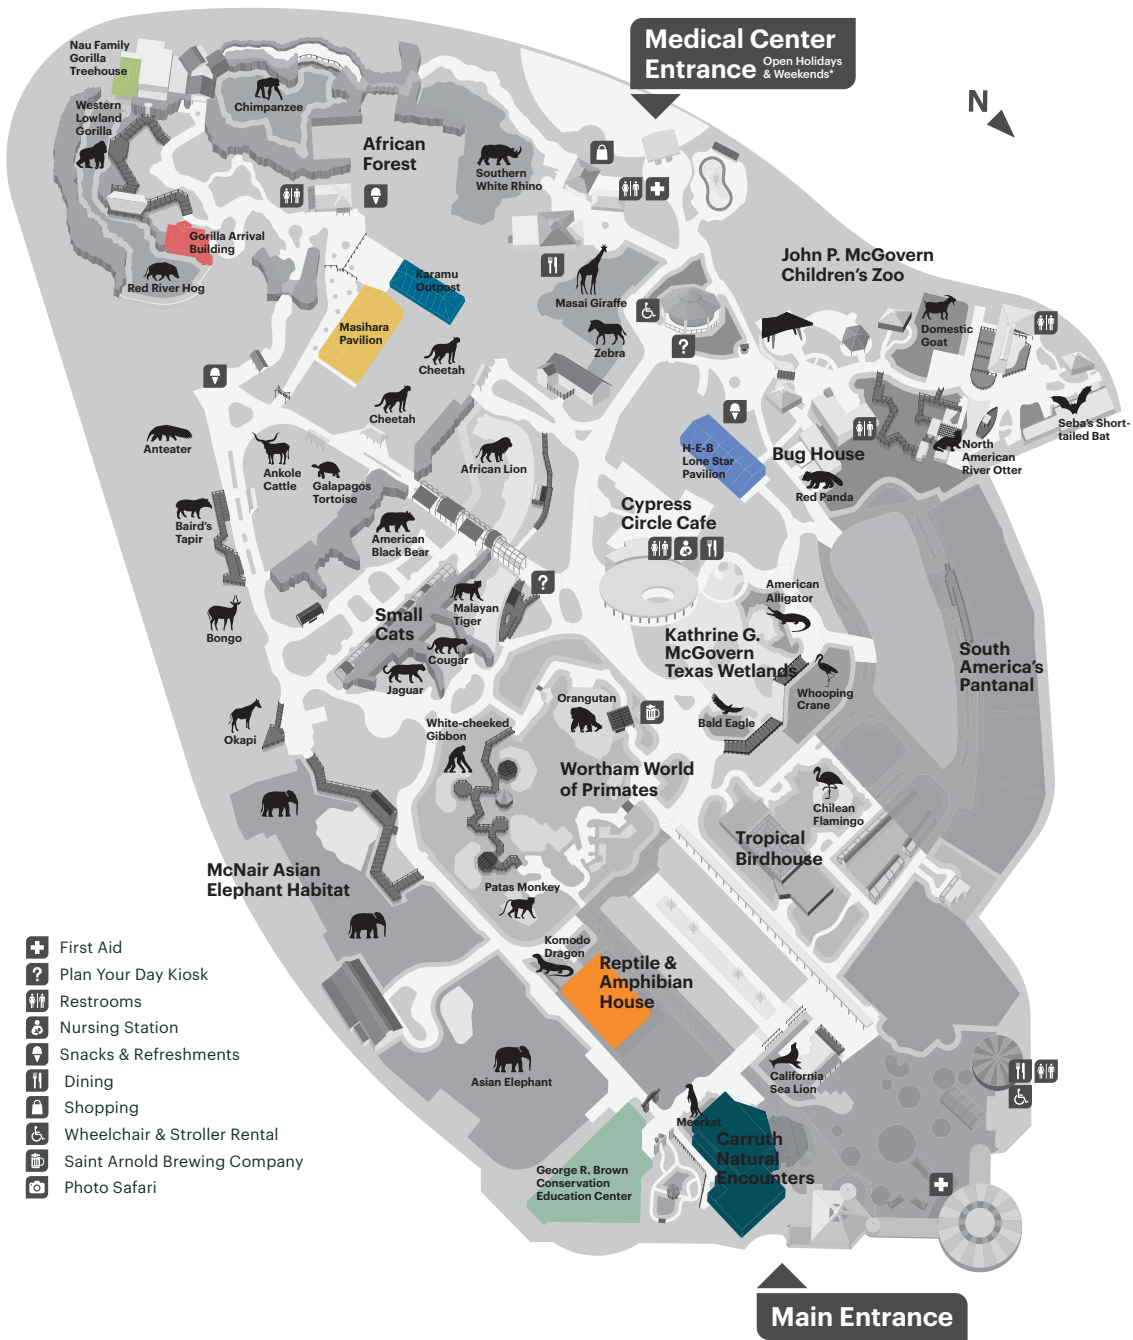 Medical Center
Entrance Open Holidays
& Weekends*
N
Nau Family
Gorilla
Treehouse
Western
Lowland
Gorilla
Chimpanzee
African
Forest
Southern
White Rhino
Gorilla Arrival
Building
Red River Hog
Karamu
Outpost
Masihara
Pavilion
Masai Giraffe
Zebra
Cheetah
Cheetah
John P. McGovern
Children's Zoo
Domestic
Goat
Seba's Short-
tailed Bat
North
American
River Otter
Bug House
Red Panda
H-E-B
Lone Star
Pavilion
Anteater
Ankole
Cattle
Galapagos
Tortoise
African Lion
Baird's
Tapir
American
Black Bear
Cypress
Circle Cafe
Bongo
Small
Cats
Malayan
Tiger
Cougar
Jaguar
American
Alligator
Kathrine G.
McGovern
Texas Wetlands
Whooping
Crane
Bald Eagle
South
America's
Pantanal
Okapi
White-cheeked
Gibbon
Orangutan
Wortham World
of Primates
Chilean
Flamingo
Tropical
Birdhouse
McNair Asian
Elephant Habitat
Patas Monkey
Komodo
Dragon
Reptile &
Amphibian
House
Asian Elephant
California
Sea Lion
Meerkat
Carruth
Natural
Encounters
George R. Brown
Conservation
Education Center
First Aid
Plan Your Day Kiosk
Restrooms
Nursing Station
Snacks & Refreshments
Dining
Shopping
Wheelchair & Stroller Rental
Saint Arnold Brewing Company
Photo Safari
Main Entrance